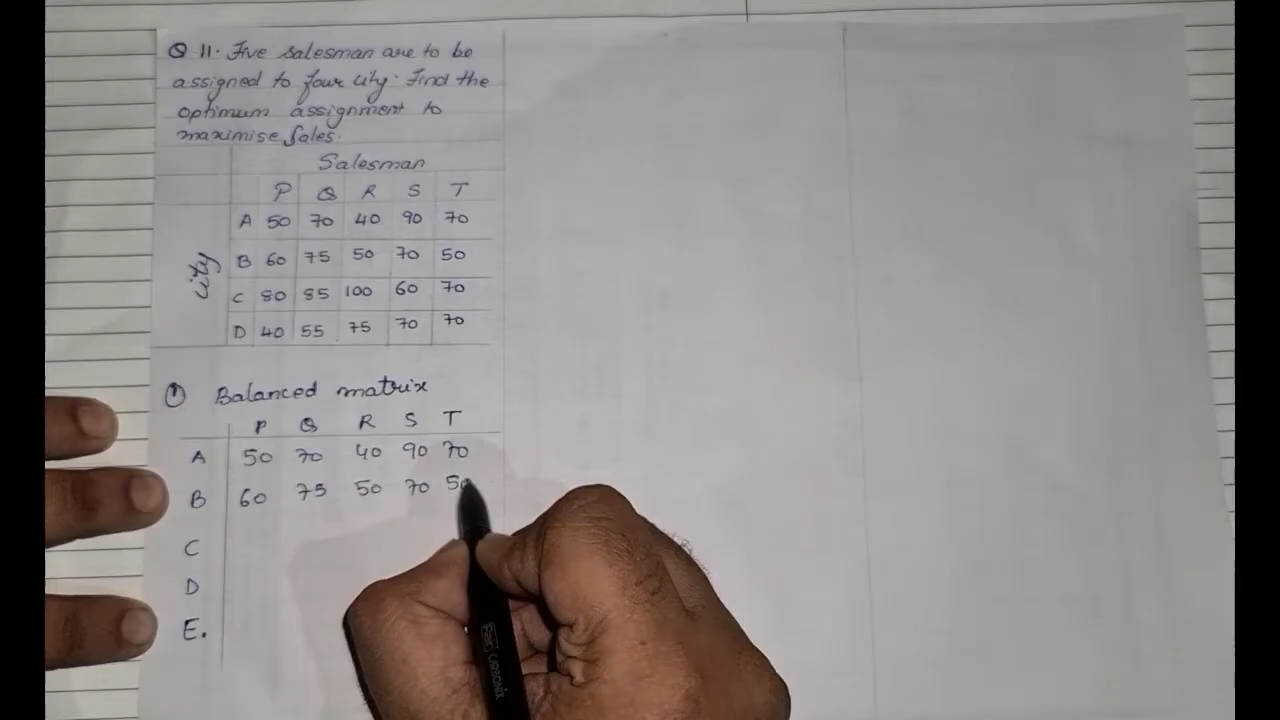 Q 11. Five salesman are to be
assigned to four city. Find the
optimum assignment to
maximise Sales.
Salesman
P Q R S T
A 50 70 40 90 70
B 60 75 50 70 50
City
C 80 85 100 60 70
D 40 55 75 70 70
① Balanced matrix
P Q R S T
A 50 70 40 90 70
B 60 75 50 70 50
C
D
E.
CARBONIX